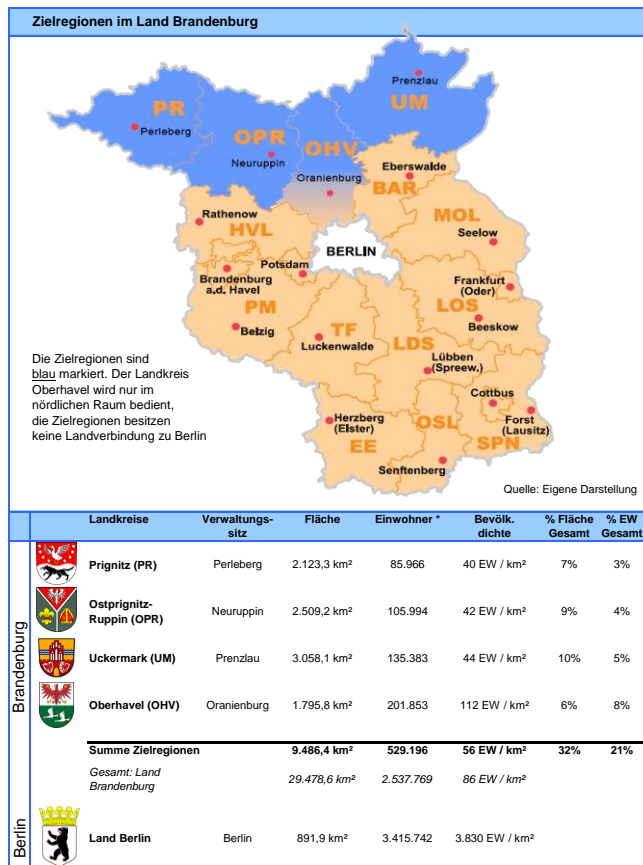 Zielregionen im Land Brandenburg
Prenzlau
UM
PR
Perleberg
OPR
Neuruppin
OHV
Oranienburg
Eberswalde
BAR
MOL
Seelow
Rathenow
HVL
BERLIN
Potsdam
Brandenburg
a.d. Havel
Frankfurt
(Oder)
LOS
Beeskow
PM
Belzig
TF
Luckenwalde
LDS
Lübben
(Spreew.)
Cottbus
Forst
(Lausitz)
Herzberg
(Elster)
EE
OSL
SPN
Senftenberg
Die Zielregionen sind
blau markiert. Der Landkreis
Oberhavel wird nur im
nördlichen Raum bedient,
die Zielregionen besitzen
keine Landverbindung zu Berlin
Quelle: Eigene Darstellung
Landkreise Verwaltungs- Fläche Einwohner * Bevölk. % Fläche % EW
sitz dichte Gesamt Gesamt
Brandenburg
Prignitz (PR) Perleberg 2.123,3 km² 85.966 40 EW / km² 7% 3%
Ostprignitz-
Ruppin (OPR) Neuruppin 2.509,2 km² 105.994 42 EW / km² 9% 4%
Uckermark (UM) Prenzlau 3.058,1 km² 135.383 44 EW / km² 10% 5%
Oberhavel (OHV) Oranienburg 1.795,8 km² 201.853 112 EW / km² 6% 8%
Summe Zielregionen 9.486,4 km² 529.196 56 EW / km² 32% 21%
Gesamt: Land
Brandenburg 29.478,6 km² 2.537.769 86 EW / km²
Berlin
Land Berlin Berlin 891,9 km² 3.415.742 3.830 EW / km²